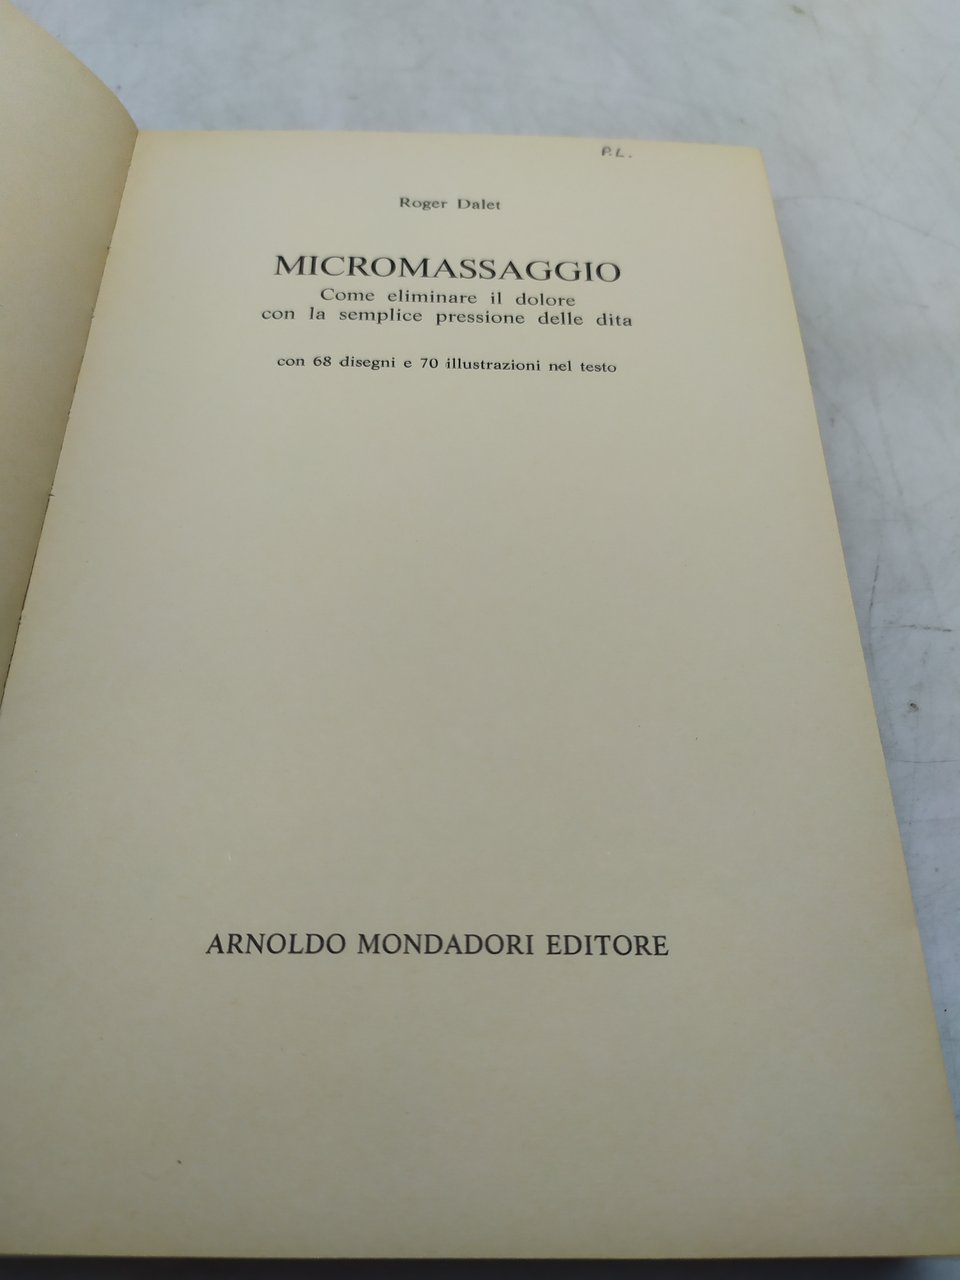 P.L.
Roger Dalet
MICROMASSAGGIO
Come eliminare il dolore
con la semplice pressione delle dita
con 68 disegni e 70 illustrazioni nel testo
ARNOLDO MONDADORI EDITORE